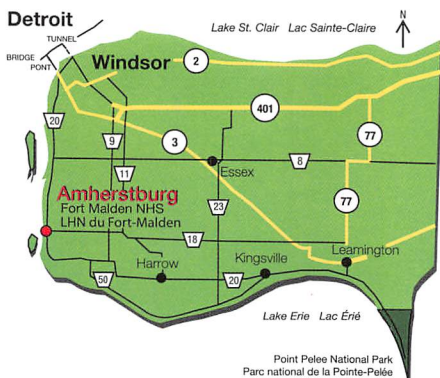 Detroit
Lake St. Clair Lac Sainte-Claire
N
TUNNEL
BRIDGE
PONT
Windsor
2
401
20
9
3
77
11
Essex
8
Amherstburg
Fort Malden NHS
LHN du Fort-Malden
23
77
18
Leamington
Harrow
Kingsville
50
20
Lake Erie Lac Érié
Point Pelee National Park
Parc national de la Pointe-Pelée